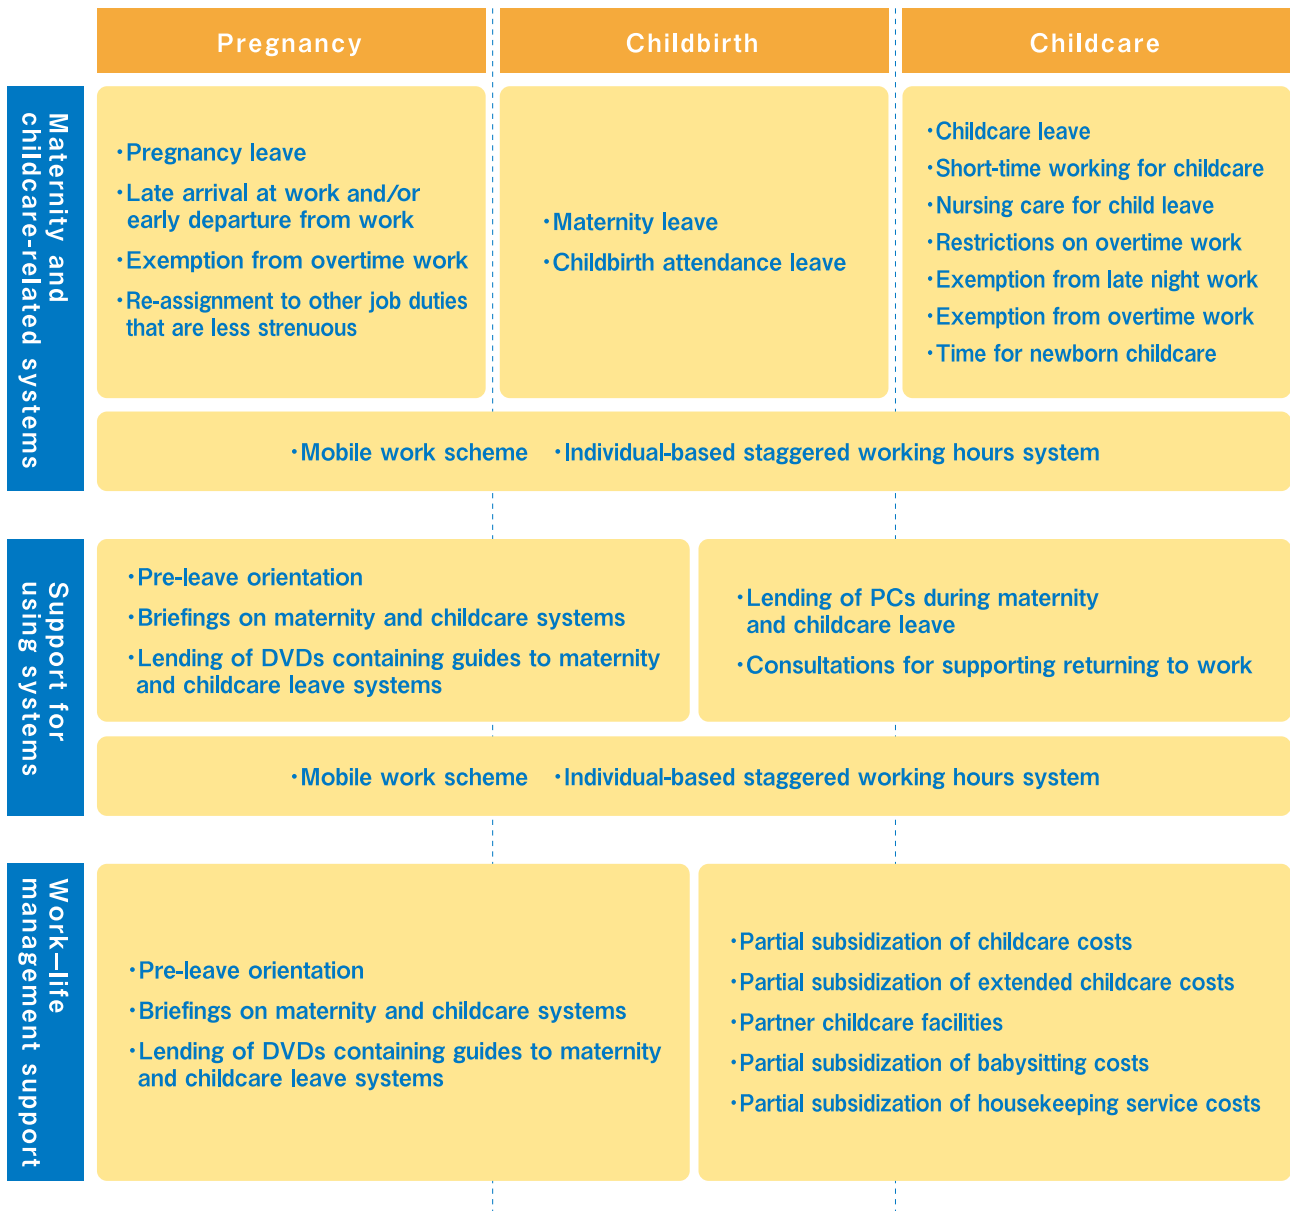 Pregnancy
Childbirth
Childcare
Maternity and
childcare-related systems
·Pregnancy leave
·Late arrival at work and/or
early departure from work
·Exemption from overtime work
·Re-assignment to other job duties
that are less strenuous
·Maternity leave
·Childbirth attendance leave
·Childcare leave
·Short-time working for childcare
·Nursing care for child leave
·Restrictions on overtime work
·Exemption from late night work
·Exemption from overtime work
·Time for newborn childcare
·Mobile work scheme ·Individual-based staggered working hours system
Support for
using systems
·Pre-leave orientation
·Briefings on maternity and childcare systems
·Lending of DVDs containing guides to maternity
and childcare leave systems
·Lending of PCs during maternity
and childcare leave
·Consultations for supporting returning to work
·Mobile work scheme ·Individual-based staggered working hours system
Work–life
management support
·Pre-leave orientation
·Briefings on maternity and childcare systems
·Lending of DVDs containing guides to maternity
and childcare leave systems
·Partial subsidization of childcare costs
·Partial subsidization of extended childcare costs
·Partner childcare facilities
·Partial subsidization of babysitting costs
·Partial subsidization of housekeeping service costs